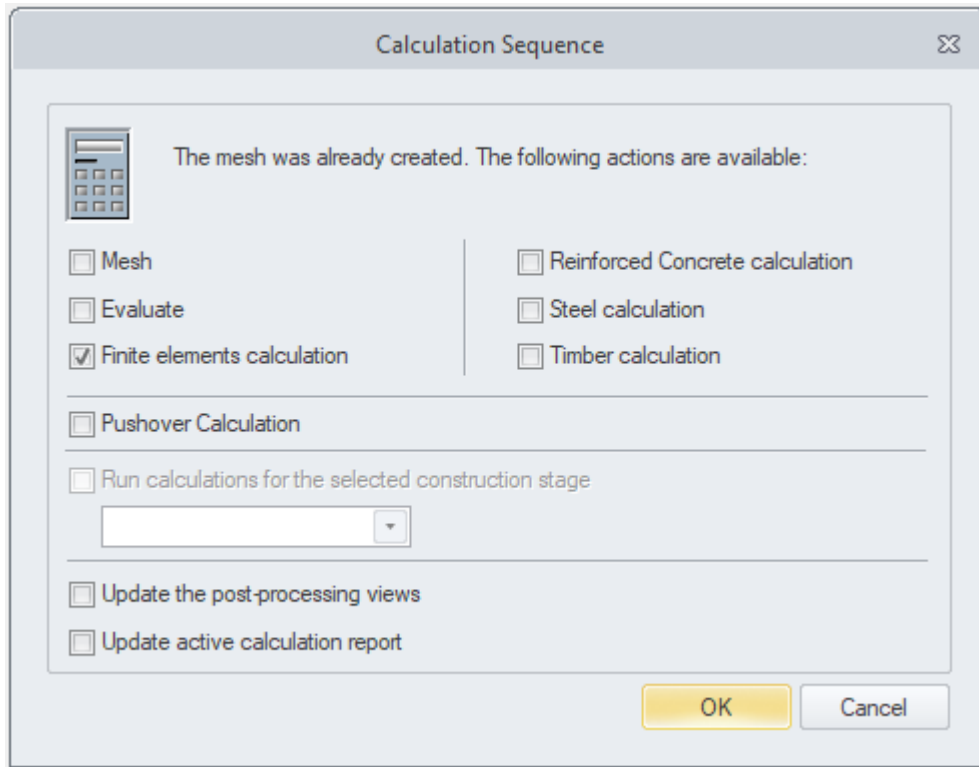 Calculation Sequence
The mesh was already created. The following actions are available:
Mesh
Evaluate
Finite elements calculation
Reinforced Concrete calculation
Steel calculation
Timber calculation
Pushover Calculation
Run calculations for the selected construction stage
Update the post-processing views
Update active calculation report
OK
Cancel